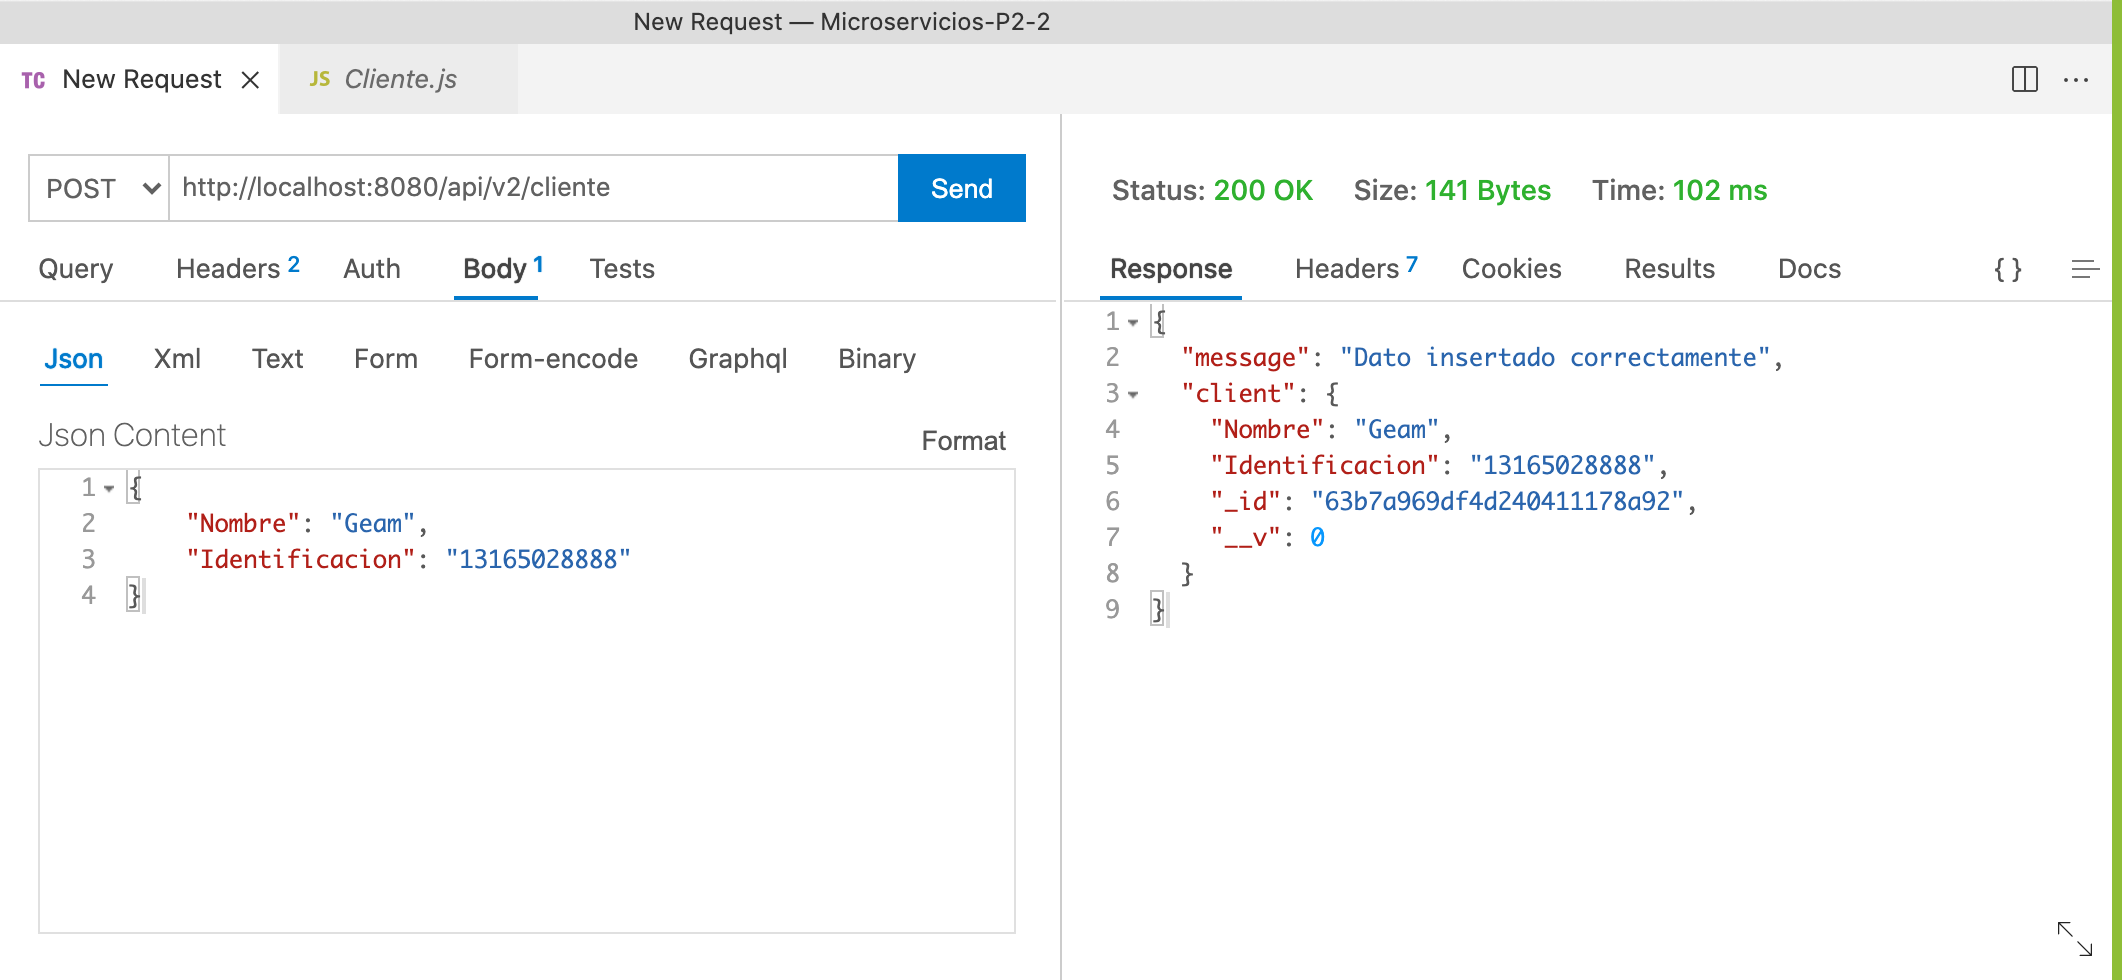 New Request — Microservicios-P2-2
TC New Request
JS Cliente.js
POST http://localhost:8080/api/v2/cliente Send
Query Headers 2 Auth Body 1 Tests
Json Xml Text Form Form-encode Graphql Binary
Json Content Format
1 {
2 "Nombre": "Geam",
3 "Identificacion": "13165028888"
4 }
Status: 200 OK Size: 141 Bytes Time: 102 ms
Response Headers 7 Cookies Results Docs { }
1 {
2 "message": "Dato insertado correctamente",
3 "client": {
4 "Nombre": "Geam",
5 "Identificacion": "13165028888",
6 "_id": "63b7a969df4d240411178a92",
7 "__v": 0
8 }
9 }